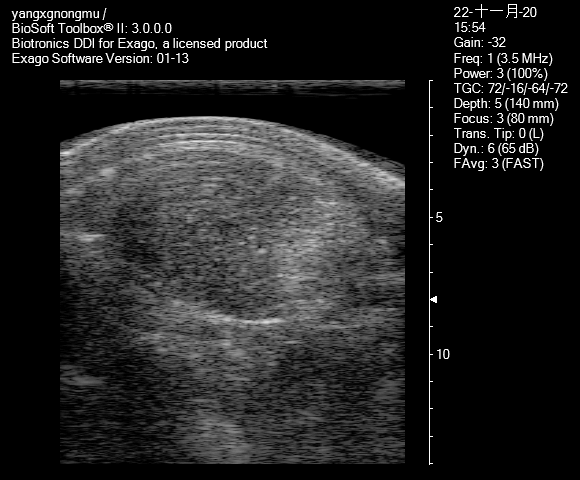 yangxgnongmu /
BioSoft Toolbox® II: 3.0.0.0
Biotronics DDI for Exago, a licensed product
Exago Software Version: 01-13
22-十一月-20
15:54
Gain: -32
Freq: 1 (3.5 MHz)
Power: 3 (100%)
TGC: 72/-16/-64/-72
Depth: 5 (140 mm)
Focus: 3 (80 mm)
Trans. Tip: 0 (L)
Dyn.: 6 (65 dB)
FAvg: 3 (FAST)
5
10